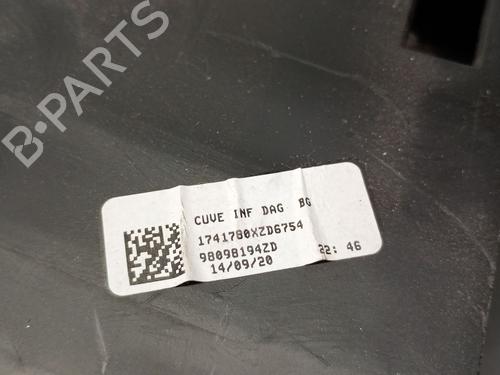 B-PARTS
CUVE INF DAG BG
1741780XZD6754
98098194ZD 22: 46
14/09/20